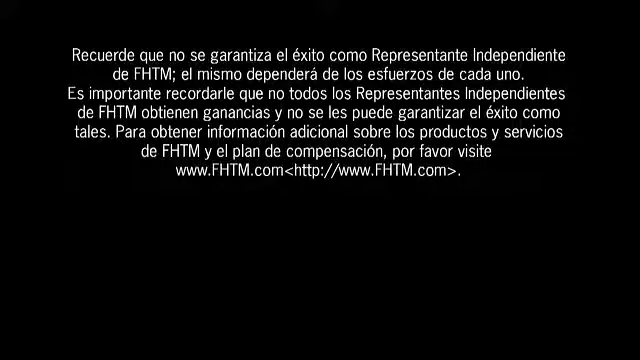 Recuerde que no se garantiza el éxito como Representante Independiente
de FHTM; el mismo dependerá de los esfuerzos de cada uno.
Es importante recordarle que no todos los Representantes Independientes
de FHTM obtienen ganancias y no se les puede garantizar el éxito como
tales. Para obtener información adicional sobre los productos y servicios
de FHTM y el plan de compensación, por favor visite
www.FHTM.com<http://www.FHTM.com>.